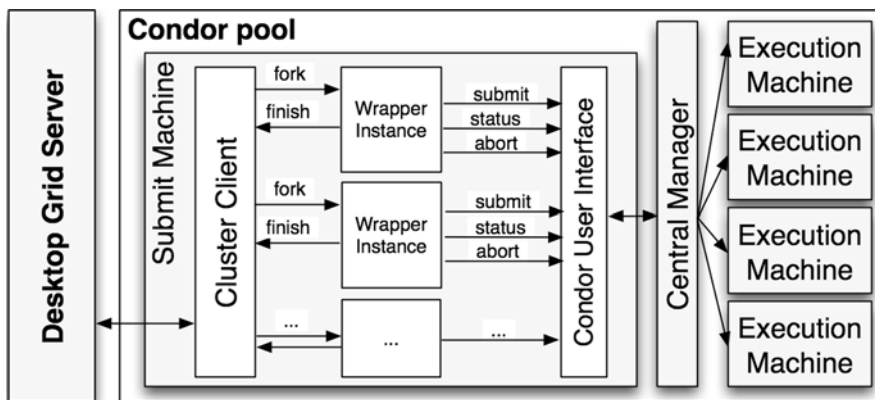 Condor pool
Desktop Grid Server
Submit Machine
Cluster Client
fork
finish
Wrapper
Instance
submit
status
abort
fork
finish
Wrapper
Instance
submit
status
abort
...
...
...
Condor User Interface
Central Manager
Execution
Machine
Execution
Machine
Execution
Machine
Execution
Machine